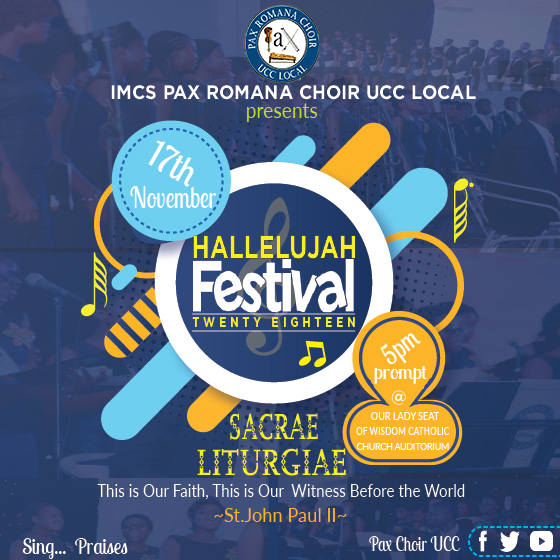 PAX ROMANA CHOIR
PaX
UCC LOCAL
IMCS PAX ROMANA CHOIR UCC LOCAL
presents
17th
November
HALLELUJAH
Festival
TWENTY EIGHTEEN
5pm
prompt
@
OUR LADY SEAT
OF WISDOM CATHOLIC
CHURCH AUDITORIUM
SACRAE
LITURGIAE
This is Our Faith, This is Our Witness Before the World
~St.John Paul II~
Sing... Praises
Pax Choir UCC